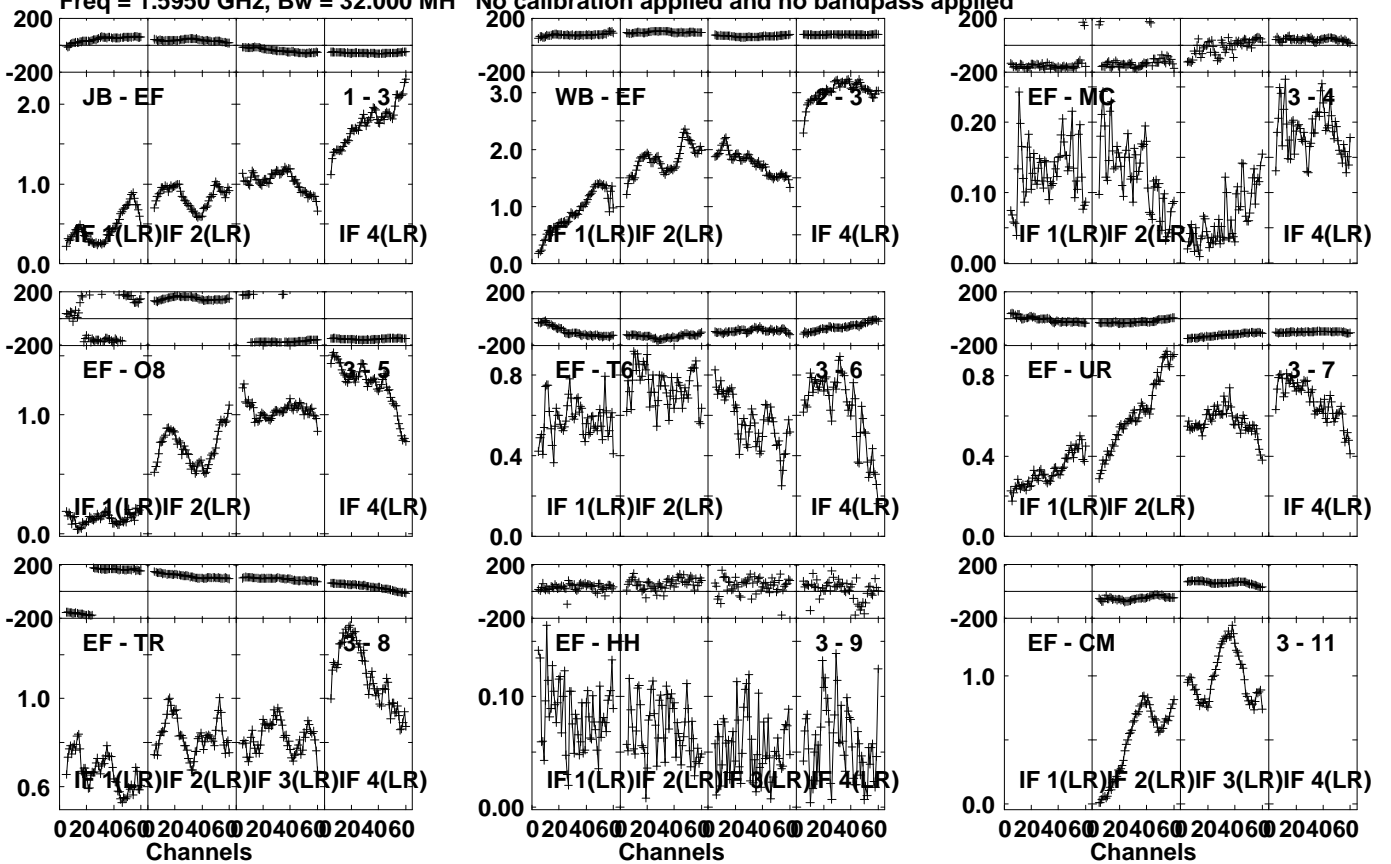 Freq = 1.5950 GHz, Bw = 32.000 MH No calibration applied and no bandpass applied
200
-200
JB - EF 1 - 3
2.0
1.0
0.0
IF 1(LR) IF 2(LR) IF 4(LR)
200
-200
WB - EF 2 - 3
3.0
2.0
1.0
0.0
IF 1(LR) IF 2(LR) IF 4(LR)
200
-200
EF - MC 3 - 4
0.20
0.10
0.00
IF 1(LR) IF 2(LR) IF 4(LR)
200
-200
EF - O8 3 - 5
1.0
0.0
IF 1(LR) IF 2(LR) IF 4(LR)
200
-200
EF - T6 3 - 6
0.8
0.4
0.0
IF 1(LR) IF 2(LR) IF 4(LR)
200
-200
EF - UR 3 - 7
0.8
0.4
0.0
IF 1(LR) IF 2(LR) IF 4(LR)
200
-200
EF - TR 3 - 8
1.0
0.6
IF 1(LR) IF 2(LR) IF 3(LR) IF 4(LR)
0 20 40 60 0 20 40 60 0 20 40 60 0 20 40 60
Channels
200
-200
EF - HH 3 - 9
0.10
0.00
IF 1(LR) IF 2(LR) IF 3(LR) IF 4(LR)
0 20 40 60 0 20 40 60 0 20 40 60 0 20 40 60
Channels
200
-200
EF - CM 3 - 11
1.0
0.0
IF 1(LR) IF 2(LR) IF 3(LR) IF 4(LR)
0 20 40 60 0 20 40 60 0 20 40 60 0 20 40 60
Channels